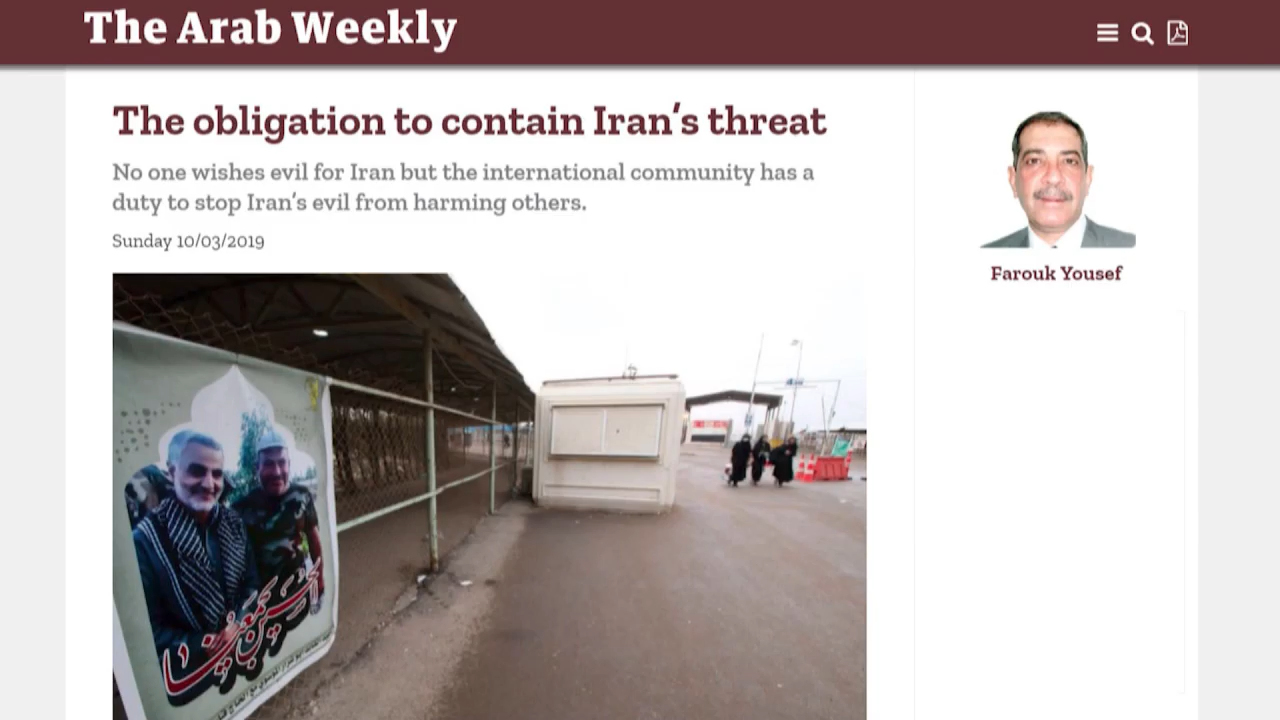 The Arab Weekly
The obligation to contain Iran's threat
No one wishes evil for Iran but the international community has a
duty to stop Iran's evil from harming others.
Sunday 10/03/2019
Farouk Yousef